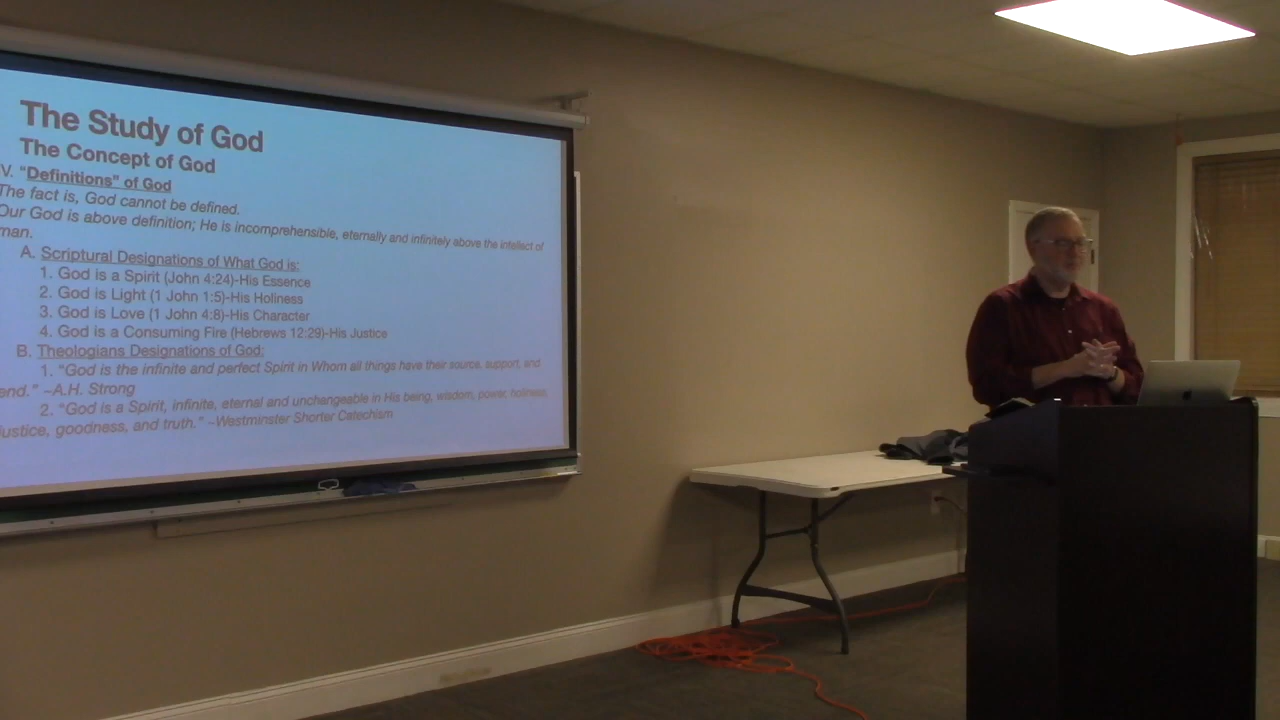 The Study of God
The Concept of God
V. "Definitions" of God
The fact is, God cannot be defined.
Our God is above definition; He is incomprehensible, eternally and infinitely above the intellect of
man.
A. Scriptural Designations of What God is:
1. God is a Spirit (John 4:24)-His Essence
2. God is Light (1 John 1:5)-His Holiness
3. God is Love (1 John 4:8)-His Character
4. God is a Consuming Fire (Hebrews 12:29)-His Justice
B. Theologians Designations of God:
1. "God is the infinite and perfect Spirit in Whom all things have their source, support, and
end." ~A.H. Strong
2. "God is a Spirit, infinite, eternal and unchangeable in His being, wisdom, power, holiness,
justice, goodness, and truth." ~Westminster Shorter Catechism